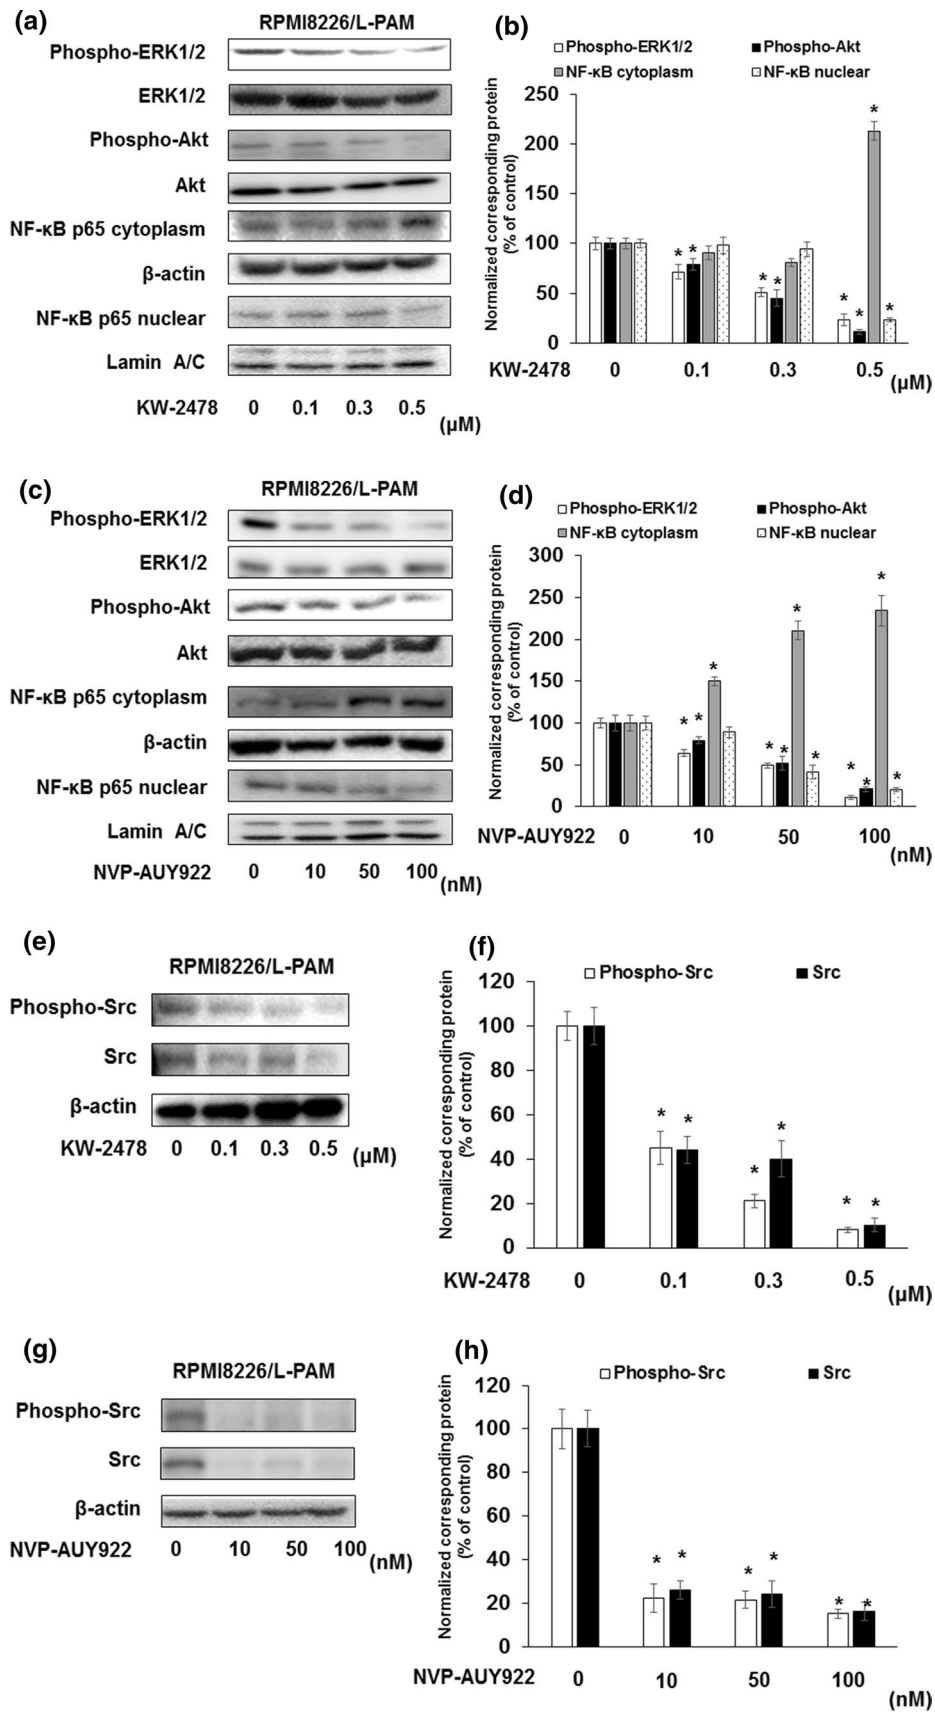 (a)
RPMI8226/L-PAM
Phospho-ERK1/2
ERK1/2
Phospho-Akt
Akt
NF-κB p65 cytoplasm
β-actin
NF-κB p65 nuclear
Lamin A/C
KW-2478 0 0.1 0.3 0.5
(μM)
(b)
Phospho-ERK1/2 Phospho-Akt
NF-κB cytoplasm NF-κB nuclear
Normalized corresponding protein
(% of control)
250
200
150
100
50
0
* * * * * * * *
KW-2478 0 0.1 0.3 0.5
(μM)
(c)
RPMI8226/L-PAM
Phospho-ERK1/2
ERK1/2
Phospho-Akt
Akt
NF-κB p65 cytoplasm
β-actin
NF-κB p65 nuclear
Lamin A/C
NVP-AUY922 0 10 50 100
(nM)
(d)
Phospho-ERK1/2 Phospho-Akt
NF-κB cytoplasm NF-κB nuclear
Normalized corresponding protein
(% of control)
300
250
200
150
100
50
0
* * * * * * * * * * *
NVP-AUY922 0 10 50 100
(nM)
(e)
RPMI8226/L-PAM
Phospho-Src
Src
β-actin
KW-2478 0 0.1 0.3 0.5
(μM)
(f)
Phospho-Src Src
Normalized corresponding protein
(% of control)
120
100
80
60
40
20
0
* * * * * *
KW-2478 0 0.1 0.3 0.5
(μM)
(g)
RPMI8226/L-PAM
Phospho-Src
Src
β-actin
NVP-AUY922 0 10 50 100
(nM)
(h)
Phospho-Src Src
Normalized corresponding protein
(% of control)
120
100
80
60
40
20
0
* * * * * *
NVP-AUY922 0 10 50 100
(nM)